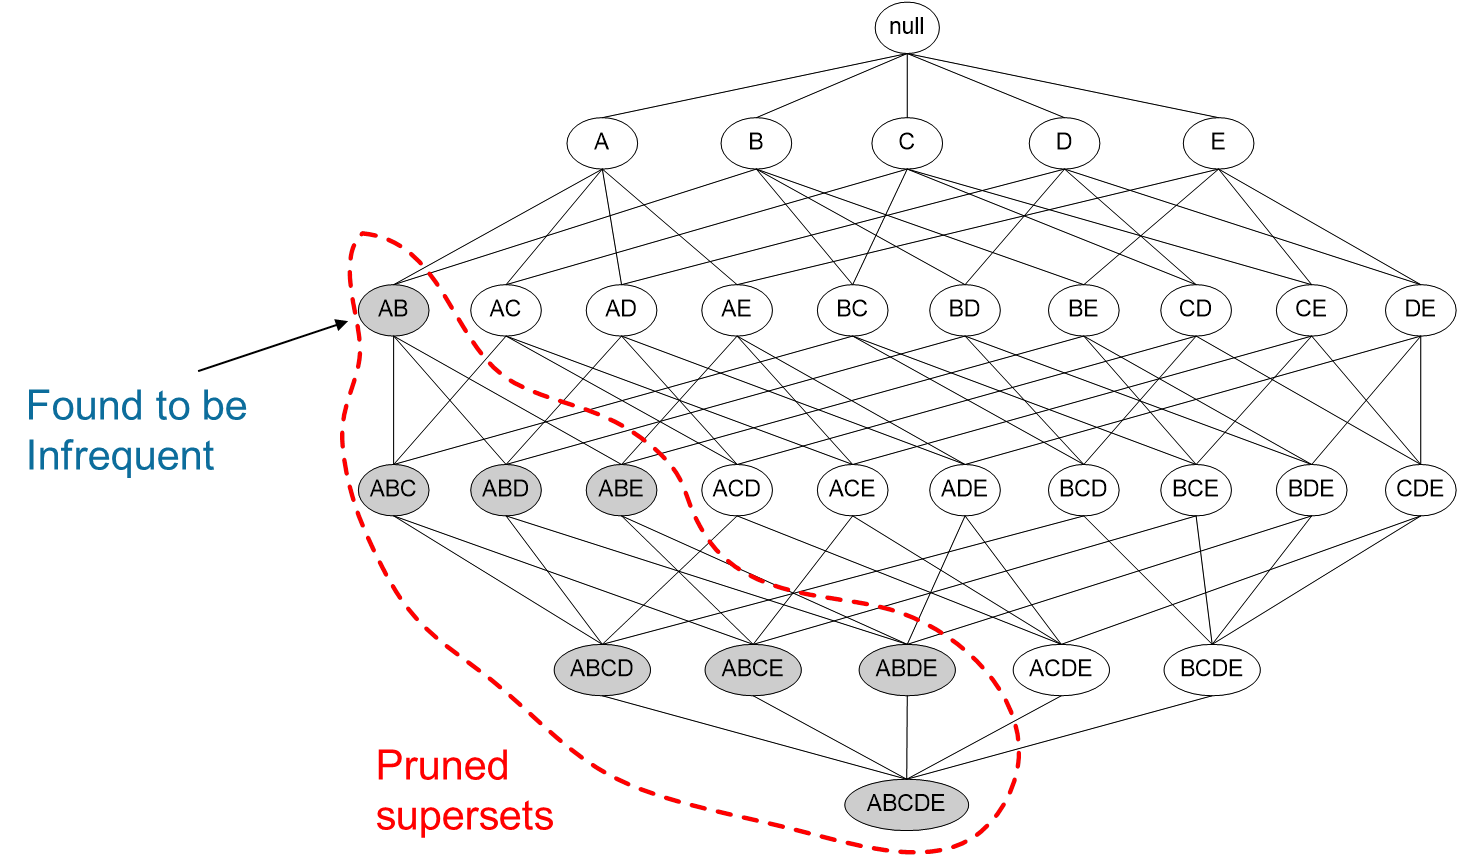 null
A B C D E
AB AC AD AE BC BD BE CD CE DE
Found to be
Infrequent
ABC ABD ABE ACD ACE ADE BCD BCE BDE CDE
ABCD ABCE ABDE ACDE BCDE
Pruned
supersets
ABCDE